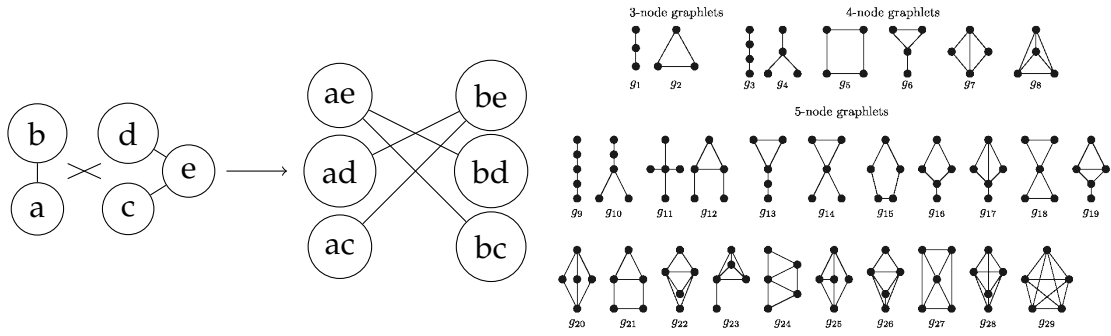 b
d
e
a
c
ae
be
ad
bd
ac
bc
3-node graphlets
4-node graphlets
g1 g2 g3 g4 g5 g6 g7 g8
5-node graphlets
g9 g10 g11 g12 g13 g14 g15 g16 g17 g18 g19
g20 g21 g22 g23 g24 g25 g26 g27 g28 g29